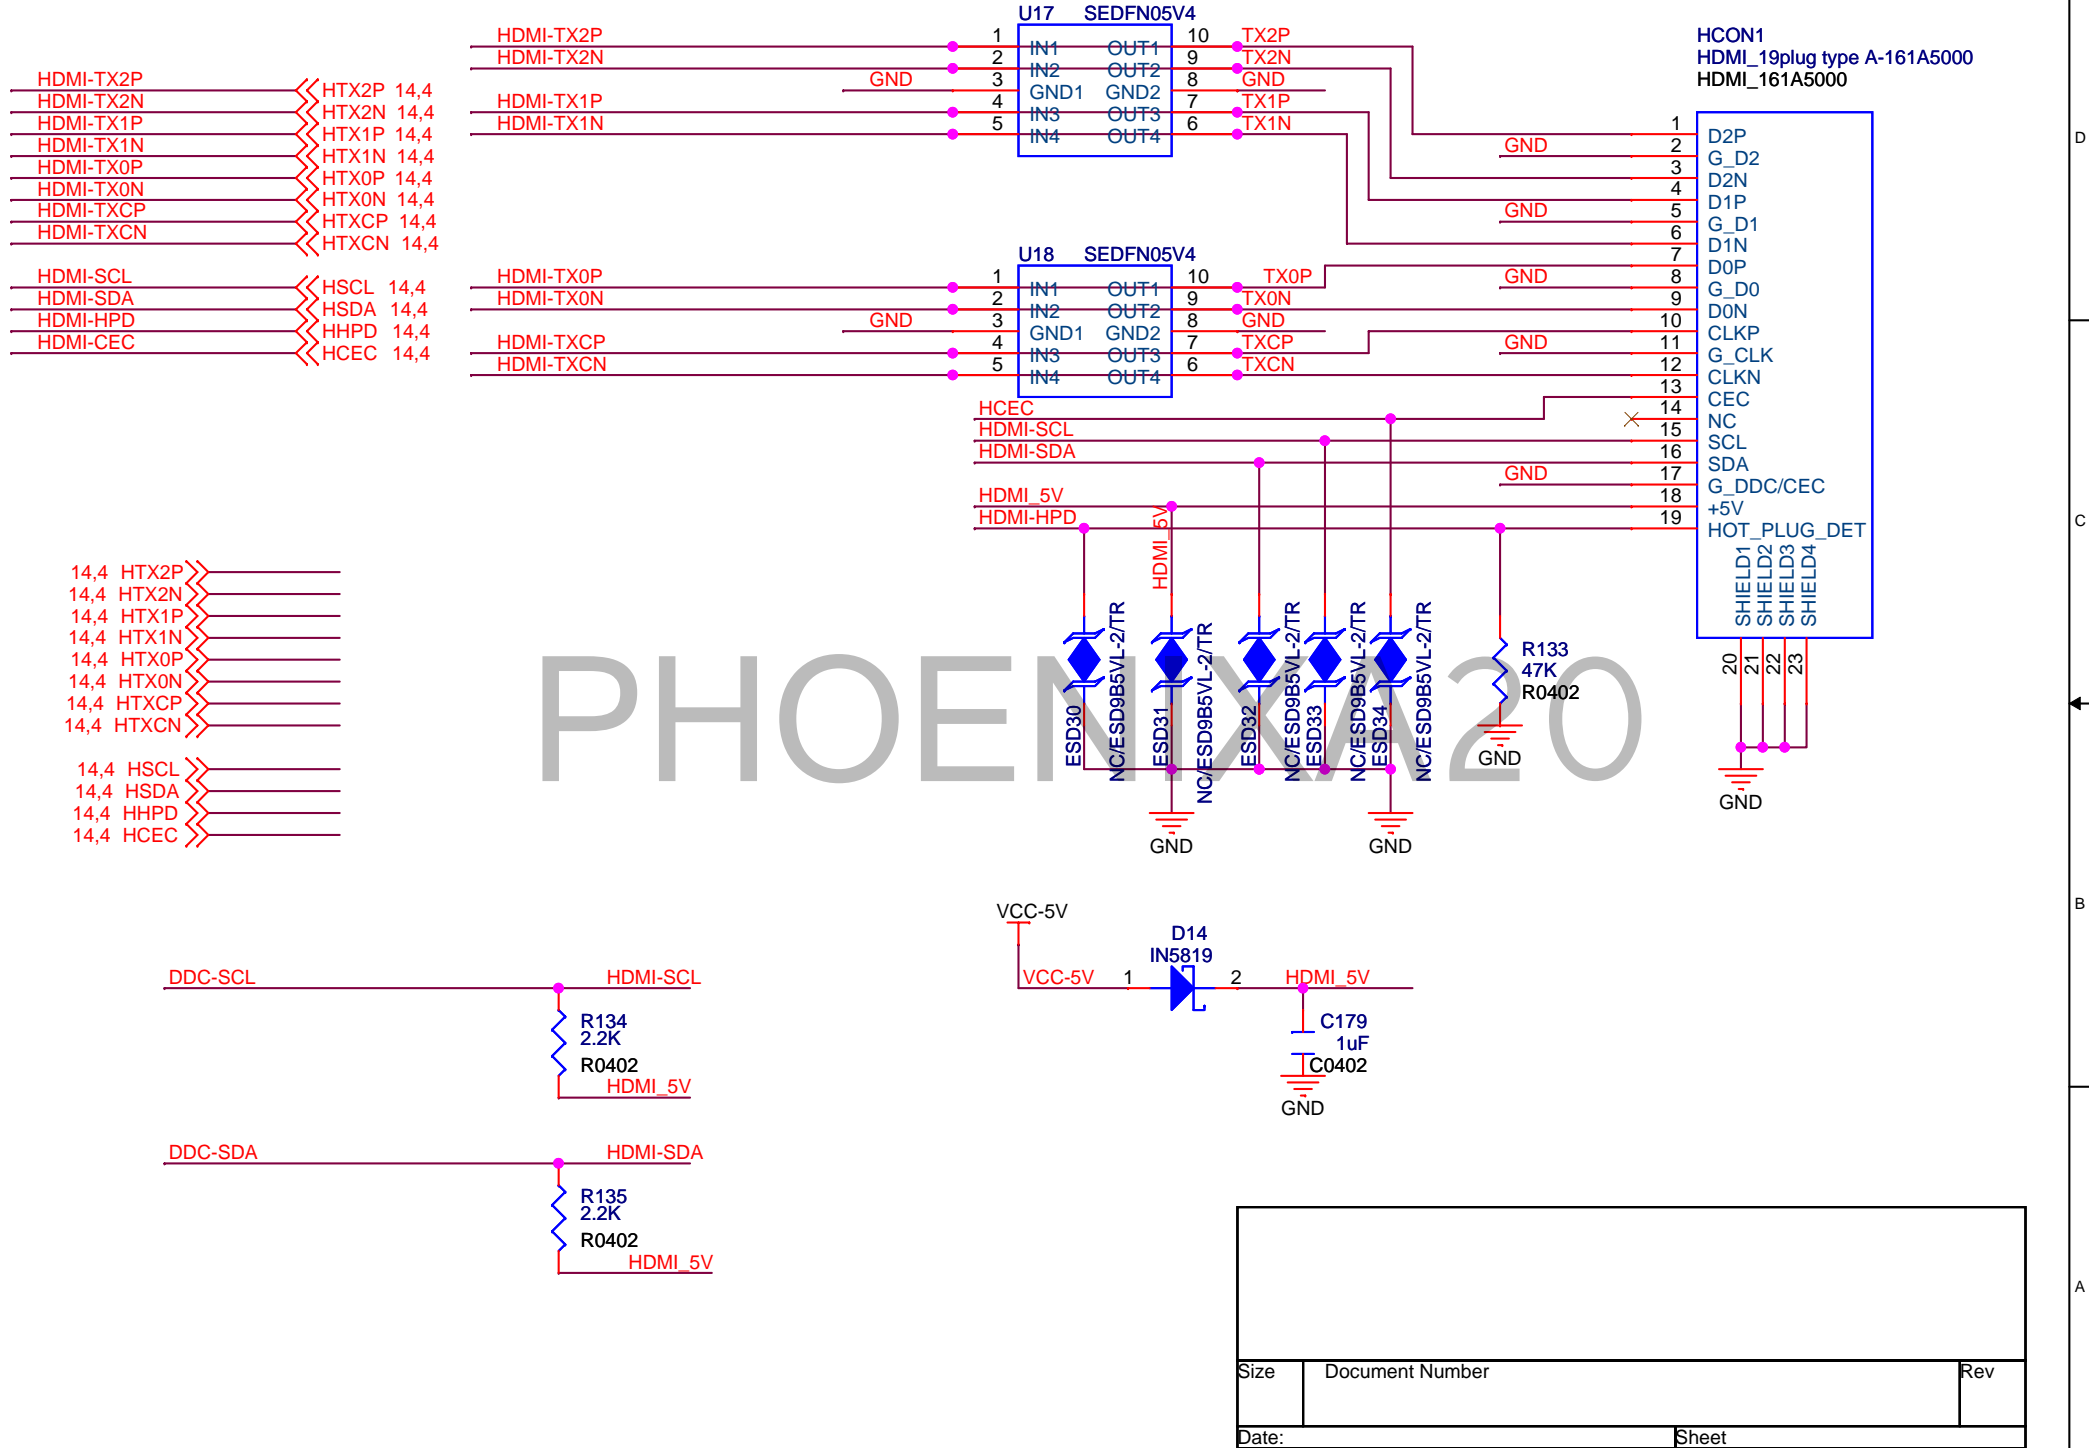 U17 SEDFN05V4
HDMI-TX2P 1 IN1 OUT1 10 TX2P
HDMI-TX2N 2 IN2 OUT2 9 TX2N
GND 3 GND1 GND2 8 GND
HDMI-TX1P 4 IN3 OUT3 7 TX1P
HDMI-TX1N 5 IN4 OUT4 6 TX1N
HDMI-TX2P HTX2P 14,4
HDMI-TX2N HTX2N 14,4
HDMI-TX1P HTX1P 14,4
HDMI-TX1N HTX1N 14,4
HDMI-TX0P HTX0P 14,4
HDMI-TX0N HTX0N 14,4
HDMI-TXCP HTXCP 14,4
HDMI-TXCN HTXCN 14,4
HDMI-SCL HSCL 14,4
HDMI-SDA HSDA 14,4
HDMI-HPD HHPD 14,4
HDMI-CEC HCEC 14,4
U18 SEDFN05V4
HDMI-TX0P 1 IN1 OUT1 10 TX0P
HDMI-TX0N 2 IN2 OUT2 9 TX0N
GND 3 GND1 GND2 8 GND
HDMI-TXCP 4 IN3 OUT3 7 TXCP
HDMI-TXCN 5 IN4 OUT4 6 TXCN
HCON1
HDMI_19plug type A-161A5000
HDMI_161A5000
1 D2P
GND 2 G_D2
3 D2N
4 D1P
GND 5 G_D1
6 D1N
7 D0P
GND 8 G_D0
9 D0N
10 CLKP
GND 11 G_CLK
12 CLKN
HCEC 13 CEC
14 NC
HDMI-SCL 15 SCL
HDMI-SDA 16 SDA
GND 17 G_DDC/CEC
HDMI_5V 18 +5V
HDMI-HPD 19 HOT_PLUG_DET
SHIELD1
SHIELD2
SHIELD3
SHIELD4
20
21
22
23
GND
HDMI_5V
ESD30
NC/ESD9B5VL-2/TR
ESD31
NC/ESD9B5VL-2/TR
ESD32
NC/ESD9B5VL-2/TR
ESD33
NC/ESD9B5VL-2/TR
ESD34
NC/ESD9B5VL-2/TR
GND
GND
R133
47K
R0402
GND
PHOENIXA20
14,4 HTX2P
14,4 HTX2N
14,4 HTX1P
14,4 HTX1N
14,4 HTX0P
14,4 HTX0N
14,4 HTXCP
14,4 HTXCN
14,4 HSCL
14,4 HSDA
14,4 HHPD
14,4 HCEC
DDC-SCL HDMI-SCL
R134
2.2K
R0402
HDMI_5V
DDC-SDA HDMI-SDA
R135
2.2K
R0402
HDMI_5V
VCC-5V
D14
IN5819
VCC-5V 1 2 HDMI_5V
C179
1uF
C0402
GND
D
C
B
A
Size Document Number Rev
Date: Sheet